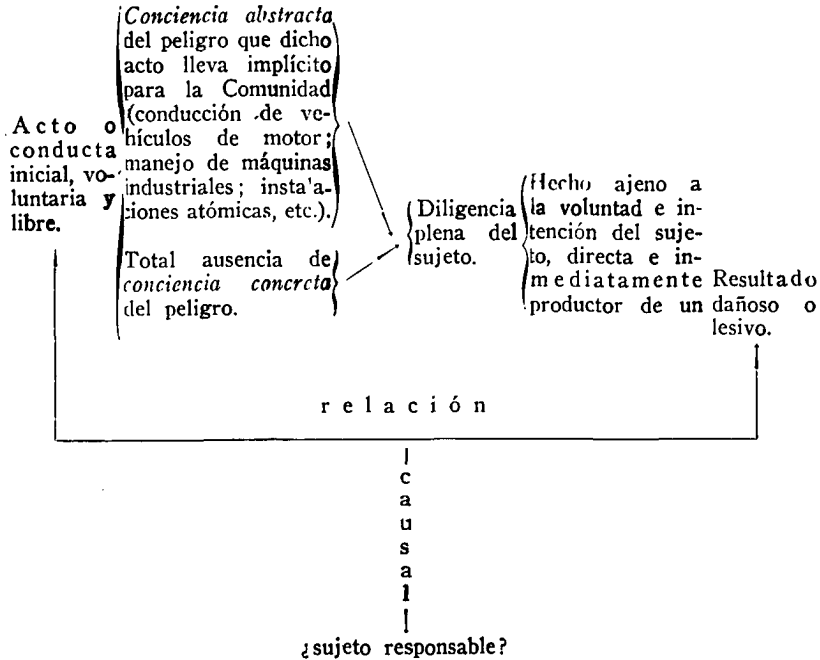 Acto o
conducta
inicial, vo-
luntaria y
libre.
Conciencia abstracta
del peligro que dicho
acto lleva implícito
para la Comunidad
(conducción de ve-
hículos de motor;
manejo de máquinas
industriales; insta'a-
ciones atómicas, etc.).
Total ausencia de
conciencia concreta
del peligro.
Diligencia
plena del
sujeto.
Hecho ajeno a
la voluntad e in-
tención del suje-
to, directa e in-
mediatamente
productor de un
Resultado
dañoso o
lesivo.
relación
causal
¿sujeto responsable?